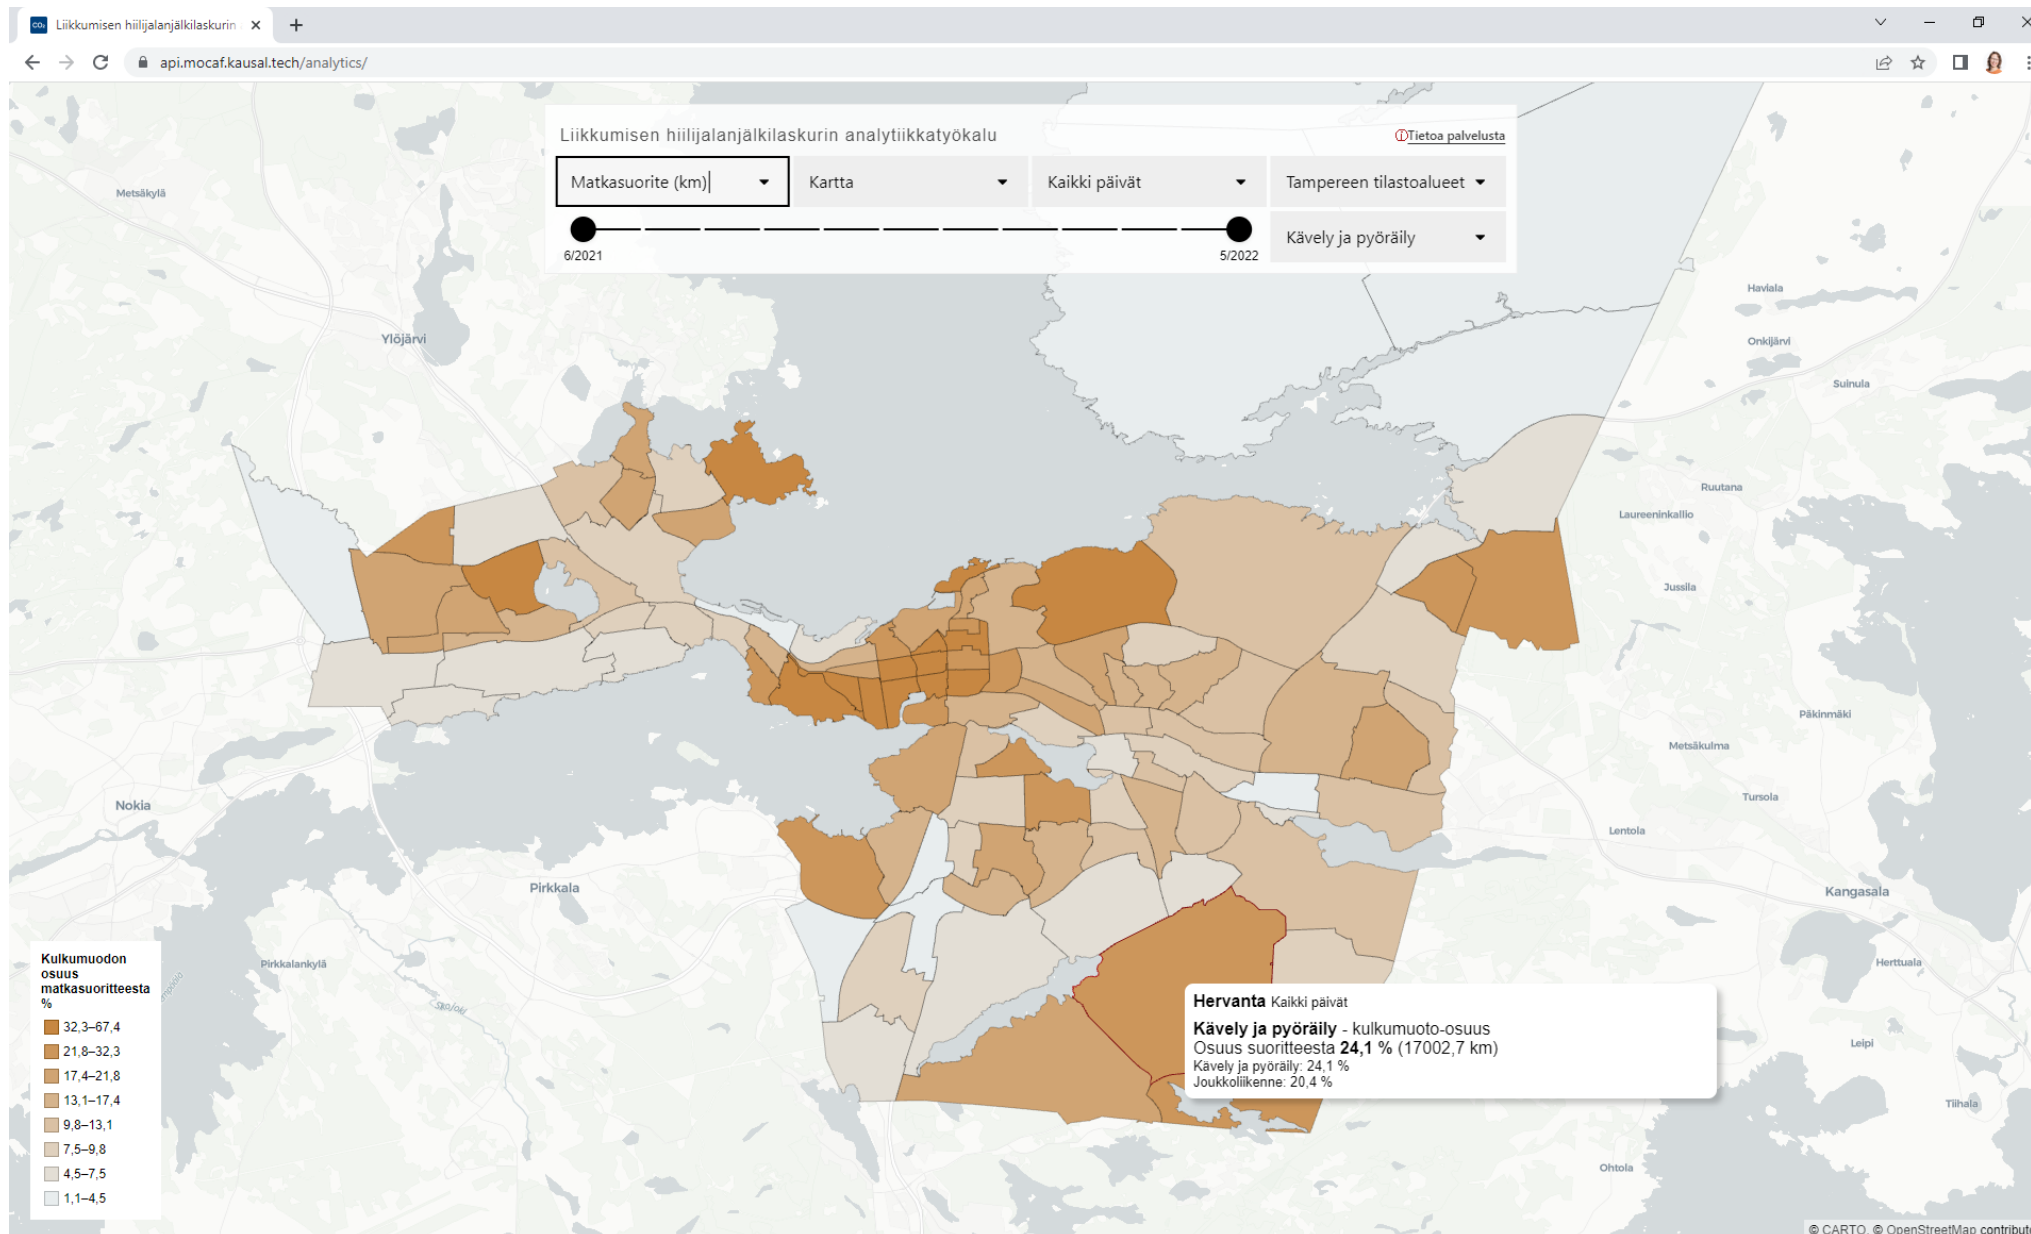 Liikkumisen hiilijalanjälkilaskurin
api.mocaf.kausal.tech/analytics/
Liikkumisen hiilijalanjälkilaskurin analytiikkatyökalu
Tietoa palvelusta
Matkasuorite (km)
Kartta
Kaikki päivät
Tampereen tilastoalueet
6/2021
5/2022
Kävely ja pyöräily
Metsäkylä
Ylöjärvi
Haviala
Onkijärvi
Suinula
Ruutana
Laureeninkallio
Jussila
Päkinmäki
Metsäkulma
Nokia
Tursola
Lentola
Pirkkala
Kangasala
Pirkkalankylä
Herttuala
Leipi
Tiihala
Ohtola
Hervanta Kaikki päivät
Kävely ja pyöräily - kulkumuoto-osuus
Osuus suoritteesta 24,1 % (17002,7 km)
Kävely ja pyöräily: 24,1 %
Joukkoliikenne: 20,4 %
Kulkumuodon
osuus
matkasuoritteesta
%
32,3–67,4
21,8–32,3
17,4–21,8
13,1–17,4
9,8–13,1
7,5–9,8
4,5–7,5
1,1–4,5
© CARTO, © OpenStreetMap contribut